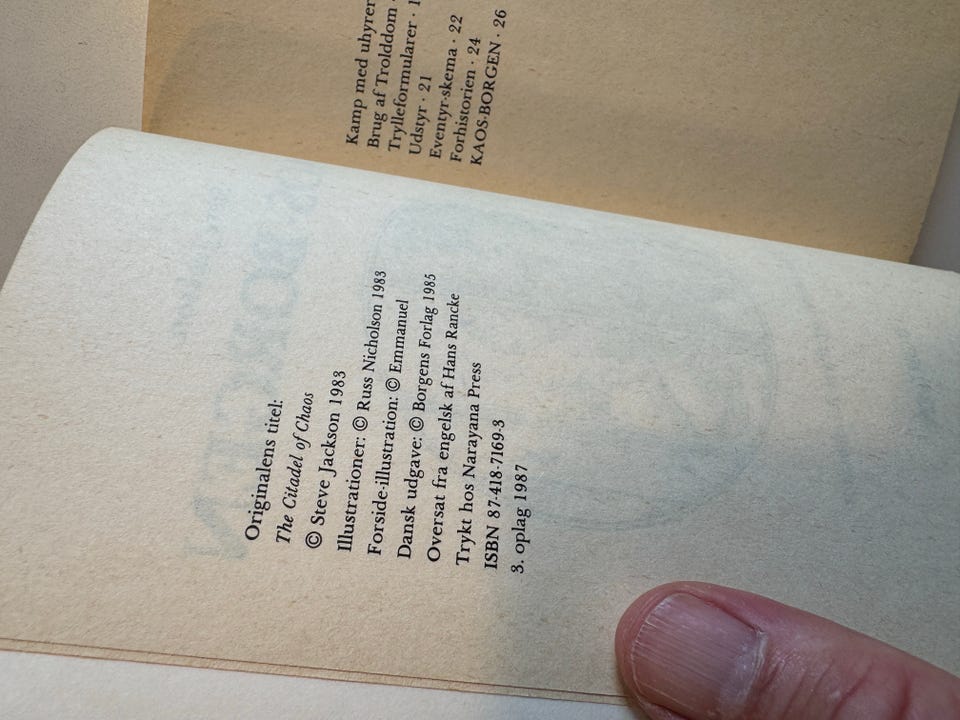 Originalens titel:
The Citadel of Chaos
© Steve Jackson 1983
Illustrationer: © Russ Nicholson 1983
Forside-illustration: © Emmanuel
Dansk udgave: © Borgens Forlag 1985
Oversat fra engelsk af Hans Rancke
Trykt hos Narayana Press
ISBN 87-418-7169-3
3. oplag 1987
Kamp med uhyrer
Brug af Trolddom ·
Trylleformularer ·
Udstyr · 21
Eventyr-skema · 22
Forhistorien · 24
KAOS-BORGEN · 26